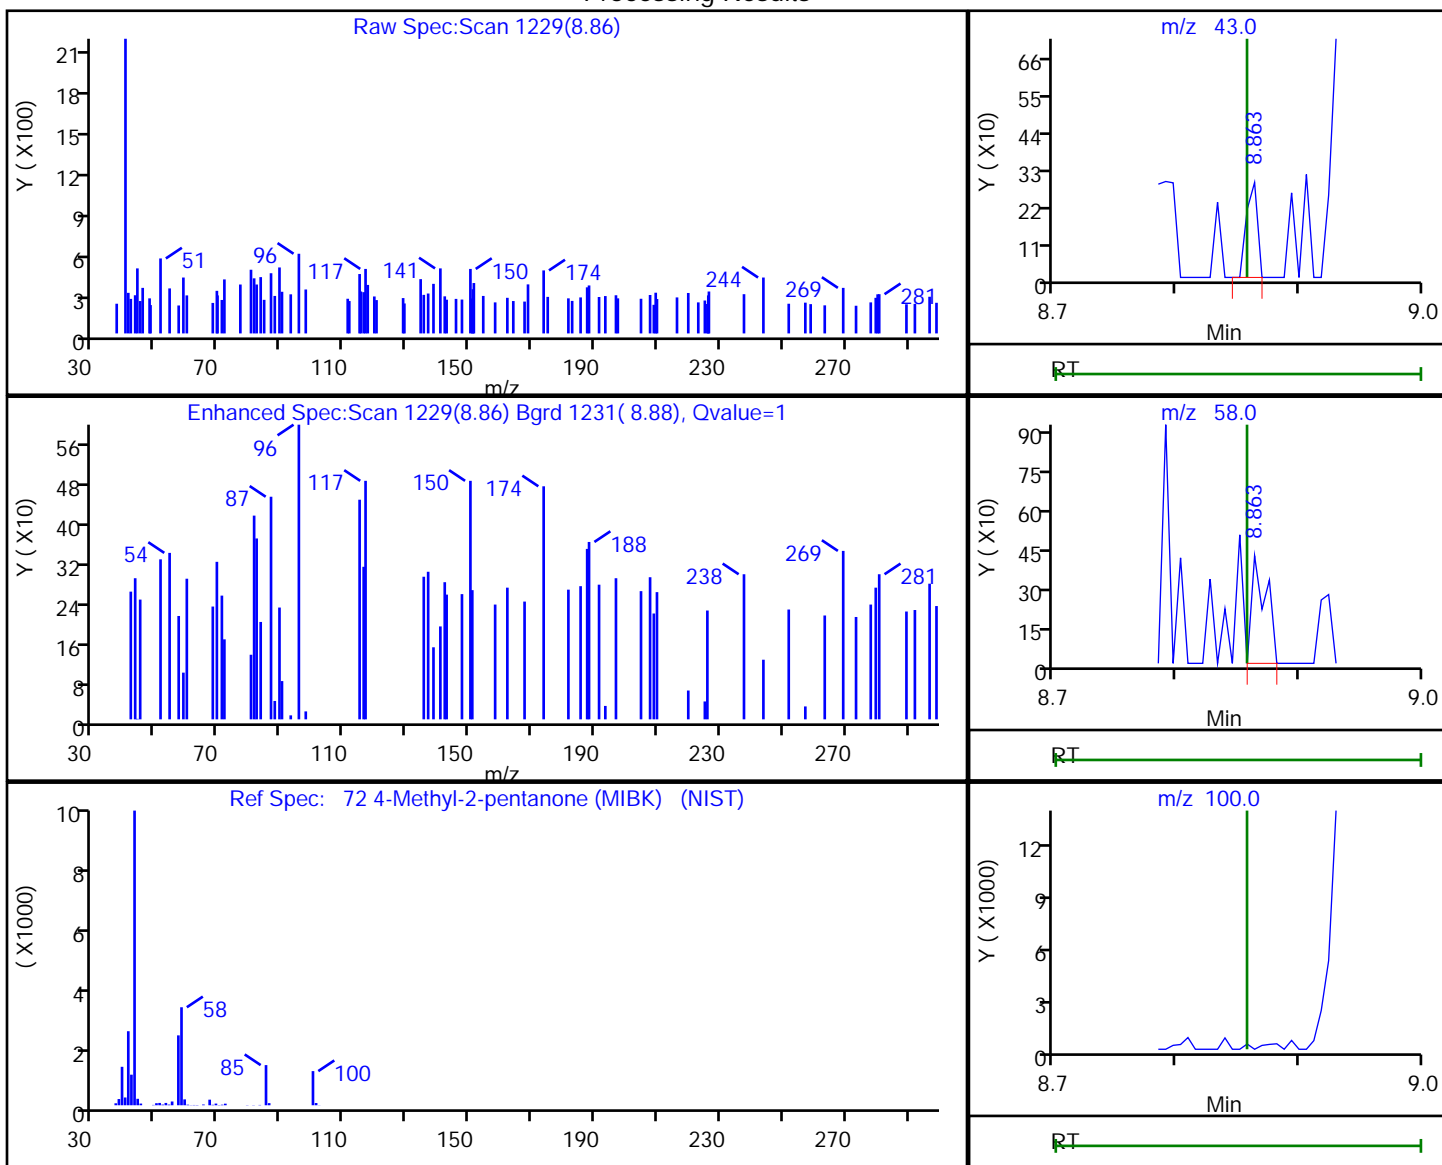 Processing Results
Raw Spec:Scan 1229(8.86)
Y ( X100)
21
18
15
12
9
6
3
0
51
96
117
141
150
174
244
269
281
30 70 110 150 190 230 270
m/z
m/z 43.0
Y ( X10)
66
55
44
33
22
11
0
8.863
8.7 9.0
Min
RT
Enhanced Spec:Scan 1229(8.86) Bgrd 1231( 8.88), Qvalue=1
Y ( X10)
56
48
40
32
24
16
8
0
54
87
96
117
150
174
188
238
269
281
30 70 110 150 190 230 270
m/z
m/z 58.0
Y ( X10)
90
75
60
45
30
15
0
8.863
8.7 9.0
Min
RT
Ref Spec: 72 4-Methyl-2-pentanone (MIBK) (NIST)
( X1000)
10
8
6
4
2
0
58
85
100
30 70 110 150 190 230 270
m/z 100.0
Y ( X1000)
12
9
6
3
0
8.7 9.0
Min
RT